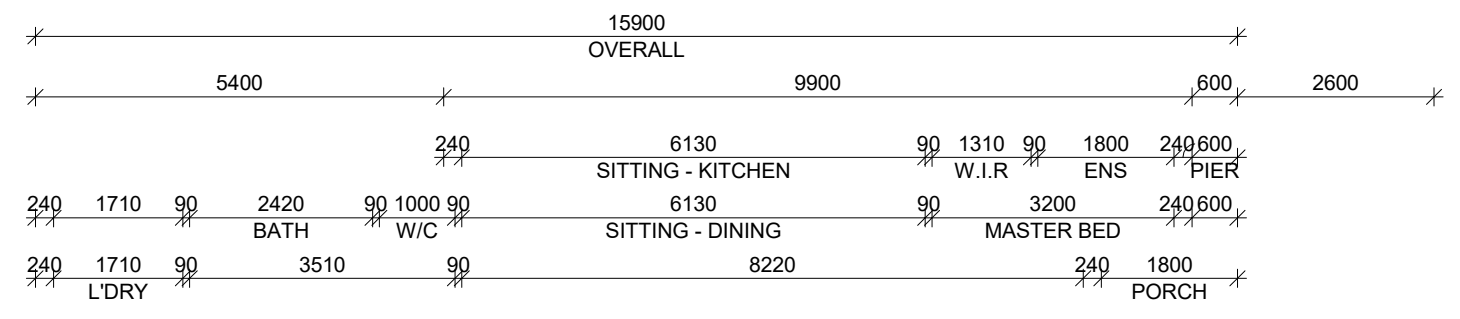 15900
OVERALL
5400 9900 600 2600
240 6130 90 1310 90 1800 240 600
SITTING - KITCHEN W.I.R ENS PIER
240 1710 90 2420 90 1000 90 6130 90 3200 240 600
BATH W/C SITTING - DINING MASTER BED
240 1710 90 3510 90 8220 240 1800
L'DRY PORCH